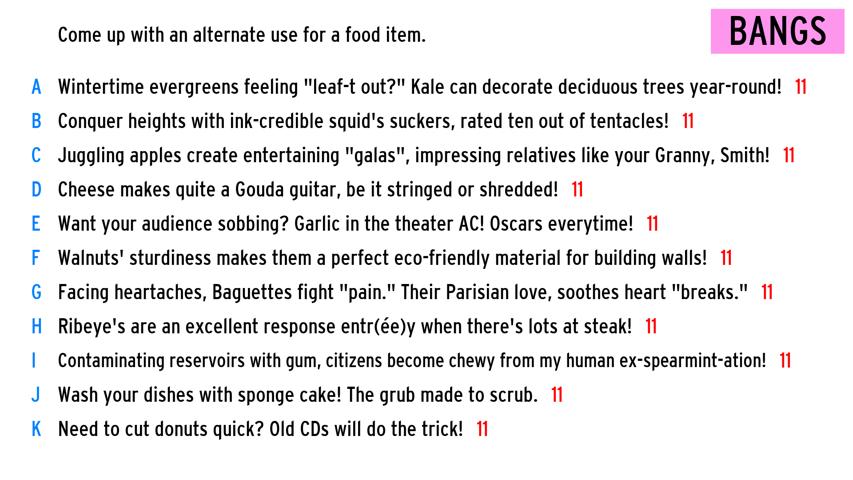 Come up with an alternate use for a food item.
BANGS
A Wintertime evergreens feeling "leaf-t out?" Kale can decorate deciduous trees year-round! 11
B Conquer heights with ink-credible squid's suckers, rated ten out of tentacles! 11
C Juggling apples create entertaining "galas", impressing relatives like your Granny, Smith! 11
D Cheese makes quite a Gouda guitar, be it stringed or shredded! 11
E Want your audience sobbing? Garlic in the theater AC! Oscars everytime! 11
F Walnuts' sturdiness makes them a perfect eco-friendly material for building walls! 11
G Facing heartaches, Baguettes fight "pain." Their Parisian love, soothes heart "breaks." 11
H Ribeye's are an excellent response entr(ée)y when there's lots at steak! 11
I Contaminating reservoirs with gum, citizens become chewy from my human ex-spearmint-ation! 11
J Wash your dishes with sponge cake! The grub made to scrub. 11
K Need to cut donuts quick? Old CDs will do the trick! 11